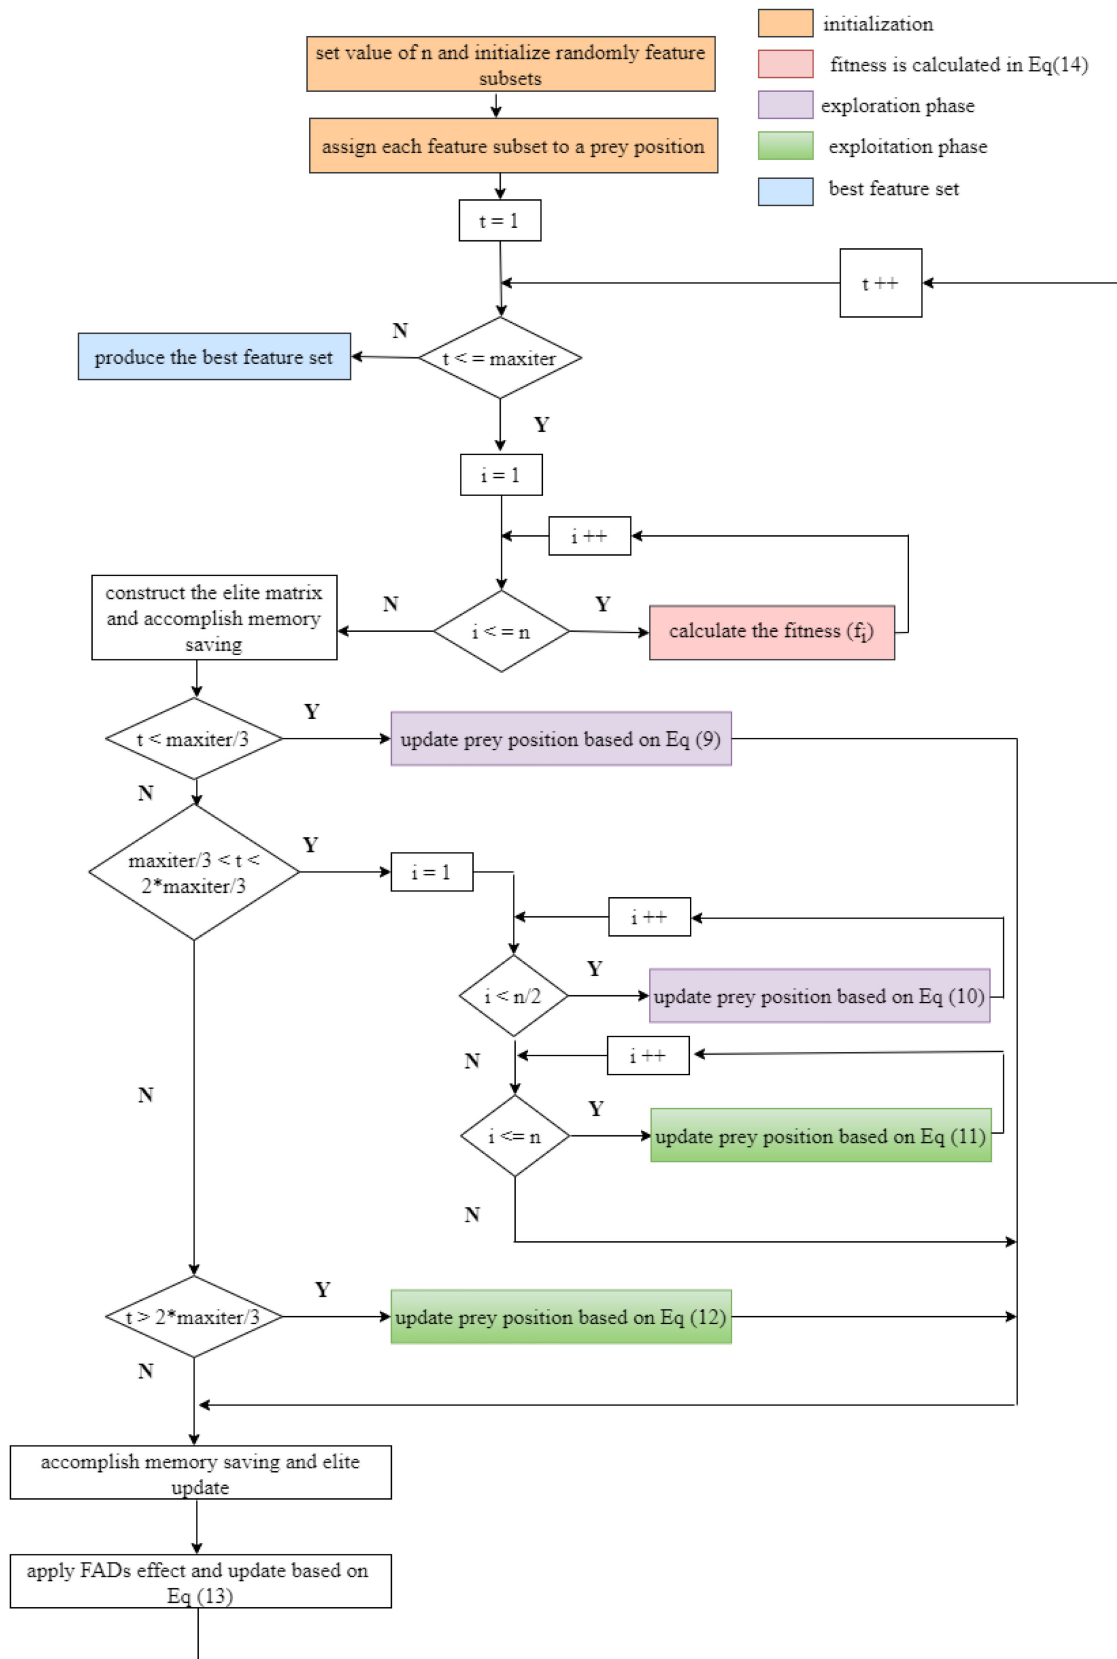 initialization
fitness is calculated in Eq(14)
exploration phase
exploitation phase
best feature set
set value of n and initialize randomly feature
subsets
assign each feature subset to a prey position
t = 1
t ++
t < = maxiter
N
produce the best feature set
Y
i = 1
i ++
i < = n
N
Y
construct the elite matrix
and accomplish memory
saving
calculate the fitness (fi)
t < maxiter/3
Y
update prey position based on Eq (9)
N
maxiter/3 < t <
2*maxiter/3
Y
i = 1
i ++
i < n/2
Y
update prey position based on Eq (10)
N
i ++
N
i <= n
Y
update prey position based on Eq (11)
N
t > 2*maxiter/3
Y
update prey position based on Eq (12)
N
accomplish memory saving and elite
update
apply FADs effect and update based on
Eq (13)